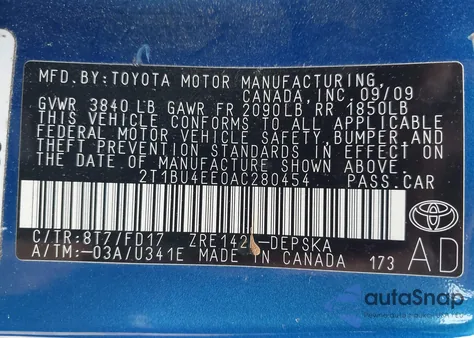 MFD.BY:TOYOTA MOTOR MANUFACTURING,
CANADA, INC. 09/09
GVWR 3840 LB GAWR FR 2090LB RR 1850LB
THIS VEHICLE CONFORMS TO ALL APPLICABLE
FEDERAL MOTOR VEHICLE SAFETY, BUMPER, AND
THEFT PREVENTION STANDARDS IN EFFECT ON
THE DATE OF MANUFACTURE SHOWN ABOVE.
2T1BU4EE0AC280454 PASS.CAR
C/TR:8T7/FD17 ZRE142 -DEPSKA
A/TM:-03A/U341E MADE IN CANADA 173
TOYOTA
AD
autoSnap